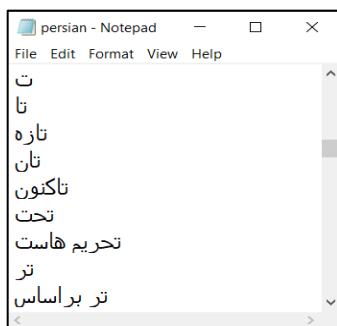 persian - Notepad
File Edit Format View Help
ت
تا
تازه
تان
تاکنون
تحت
تحریم هاست
تر
تر براساس